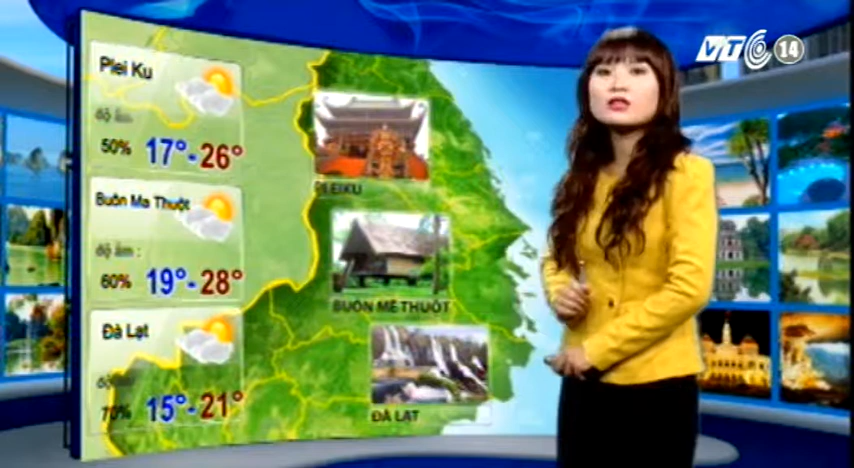 VTC 14
Plei Ku
độ ẩm
50% 17°-26°
PLEIKU
Buôn Ma Thuột
độ ẩm :
60% 19°-28°
BUÔN MÊ THUỘT
Đà Lạt
70% 15°-21°
ĐÀ LẠT